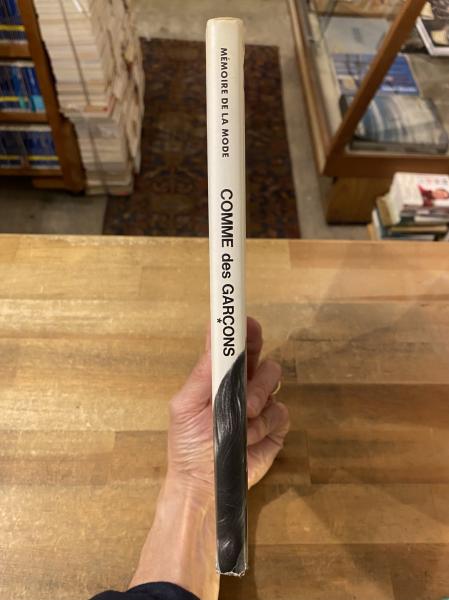 MÉMOIRE DE LA MODE
COMME des GARÇONS
*